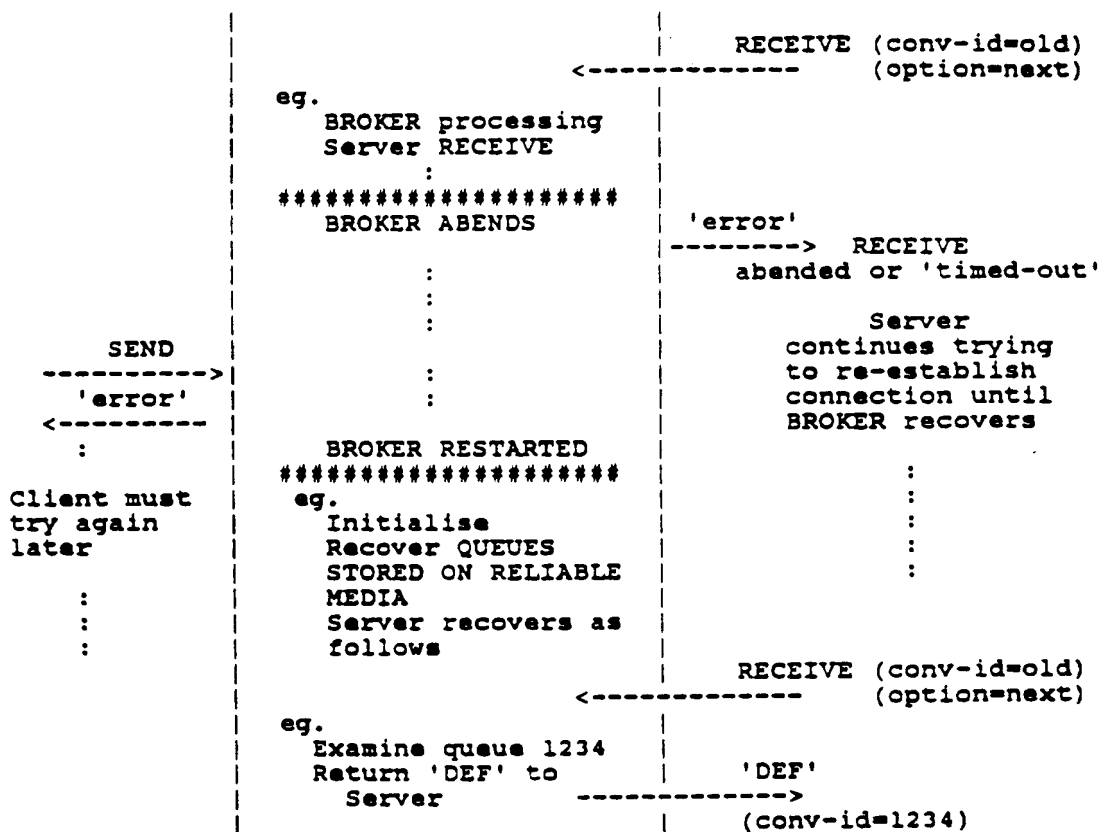 RECEIVE (conv-id=old)
<------------- (option=next)
eg.
BROKER processing
Server RECEIVE
:
#####################
BROKER ABENDS
'error'
--------> RECEIVE
abended or 'timed-out'
:
:
:
Server
SEND
continues trying
---------->
:
to re-establish
'error'
:
connection until
<---------
BROKER recovers
:
BROKER RESTARTED
:
#####################
:
Client must
eg.
:
try again
Initialise
:
later
Recover QUEUES
:
STORED ON RELIABLE
:
MEDIA
:
Server recovers as
:
follows
RECEIVE (conv-id=old)
<------------- (option=next)
eg.
Examine queue 1234
Return 'DEF' to
'DEF'
Server
------------->
(conv-id=1234)